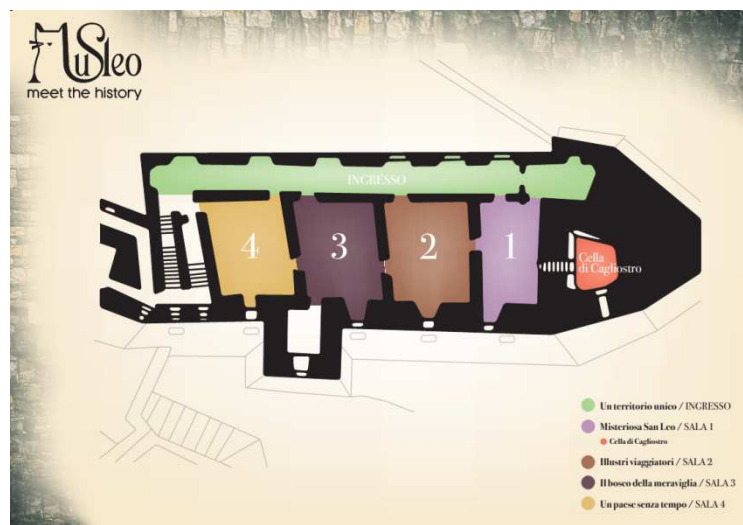 MUSleo
meet the history
INGRESSO
4
3
2
1
Cella
di Cagliostro
Un territorio unico / INGRESSO
Misteriosa San Leo / SALA 1
Cella di Cagliostro
Illustri viaggiatori / SALA 2
Il bosco della meraviglia / SALA 3
Un paese senza tempo / SALA 4